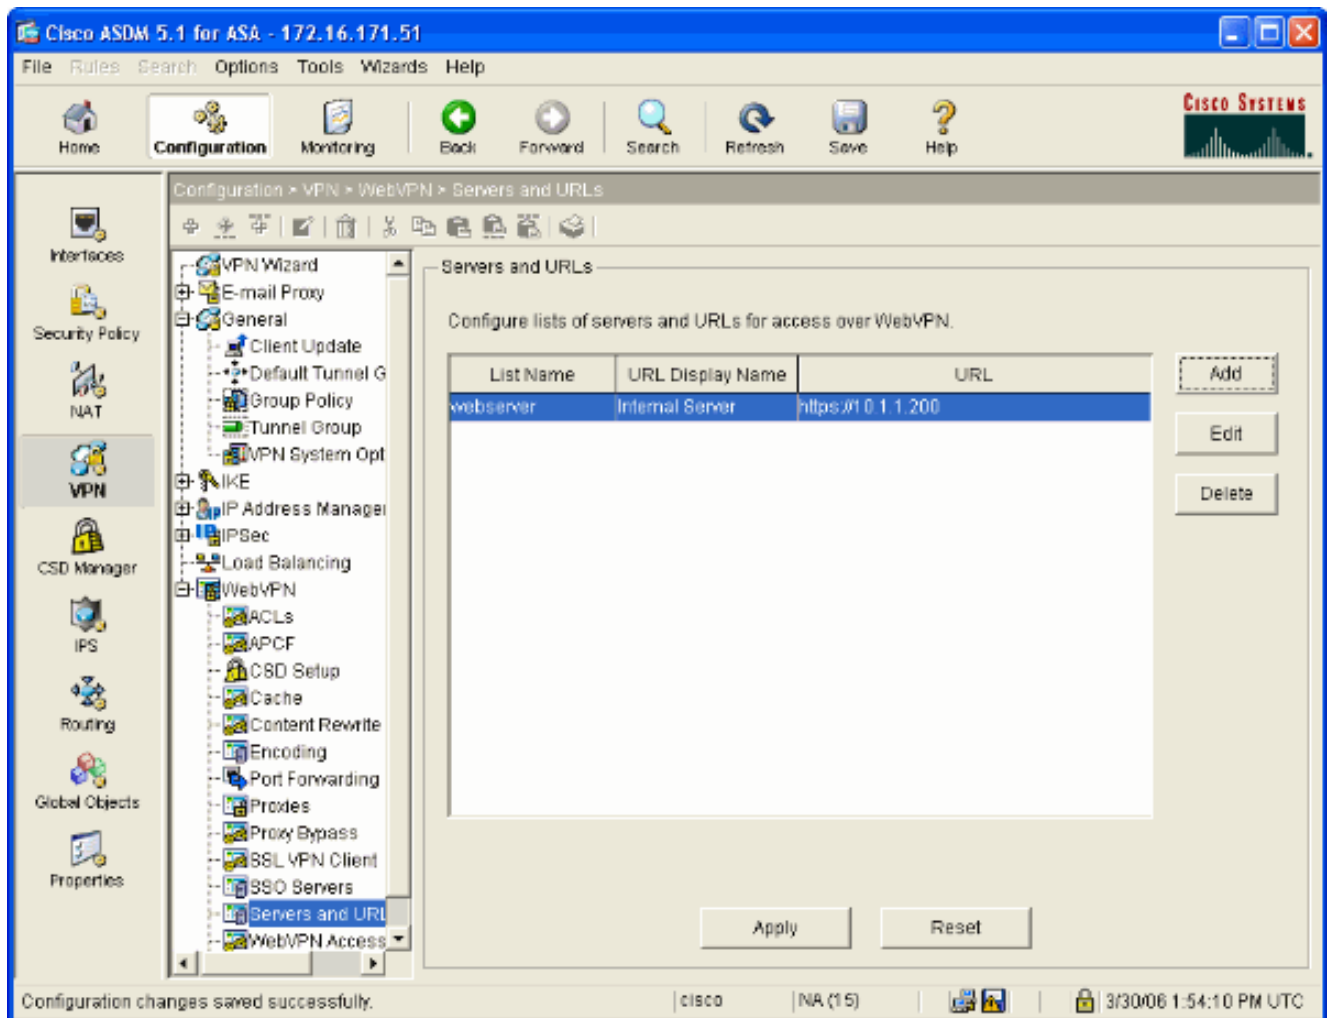 Cisco ASDM 5.1 for ASA - 172.16.171.51
File Rules Search Options Tools Wizards Help
Home Configuration Monitoring Back Forward Search Refresh Save Help
CISCO SYSTEMS
Configuration > VPN > WebVPN > Servers and URLs
Interfaces
Security Policy
NAT
VPN
CSD Manager
IPS
Routing
Global Objects
Properties
VPN Wizard
E-mail Proxy
General
Client Update
Default Tunnel G
Group Policy
Tunnel Group
VPN System Opt
IKE
IP Address Manager
IPSec
Load Balancing
WebVPN
ACLs
APCF
CSD Setup
Cache
Content Rewrite
Encoding
Port Forwarding
Proxies
Proxy Bypass
SSL VPN Client
SSO Servers
Servers and URL
WebVPN Access
Servers and URLs
Configure lists of servers and URLs for access over WebVPN.
List Name URL Display Name URL
webserver Internal Server https://10.1.1.200
Add
Edit
Delete
Apply Reset
Configuration changes saved successfully. cisco NA (15) 3/30/06 1:54:10 PM UTC